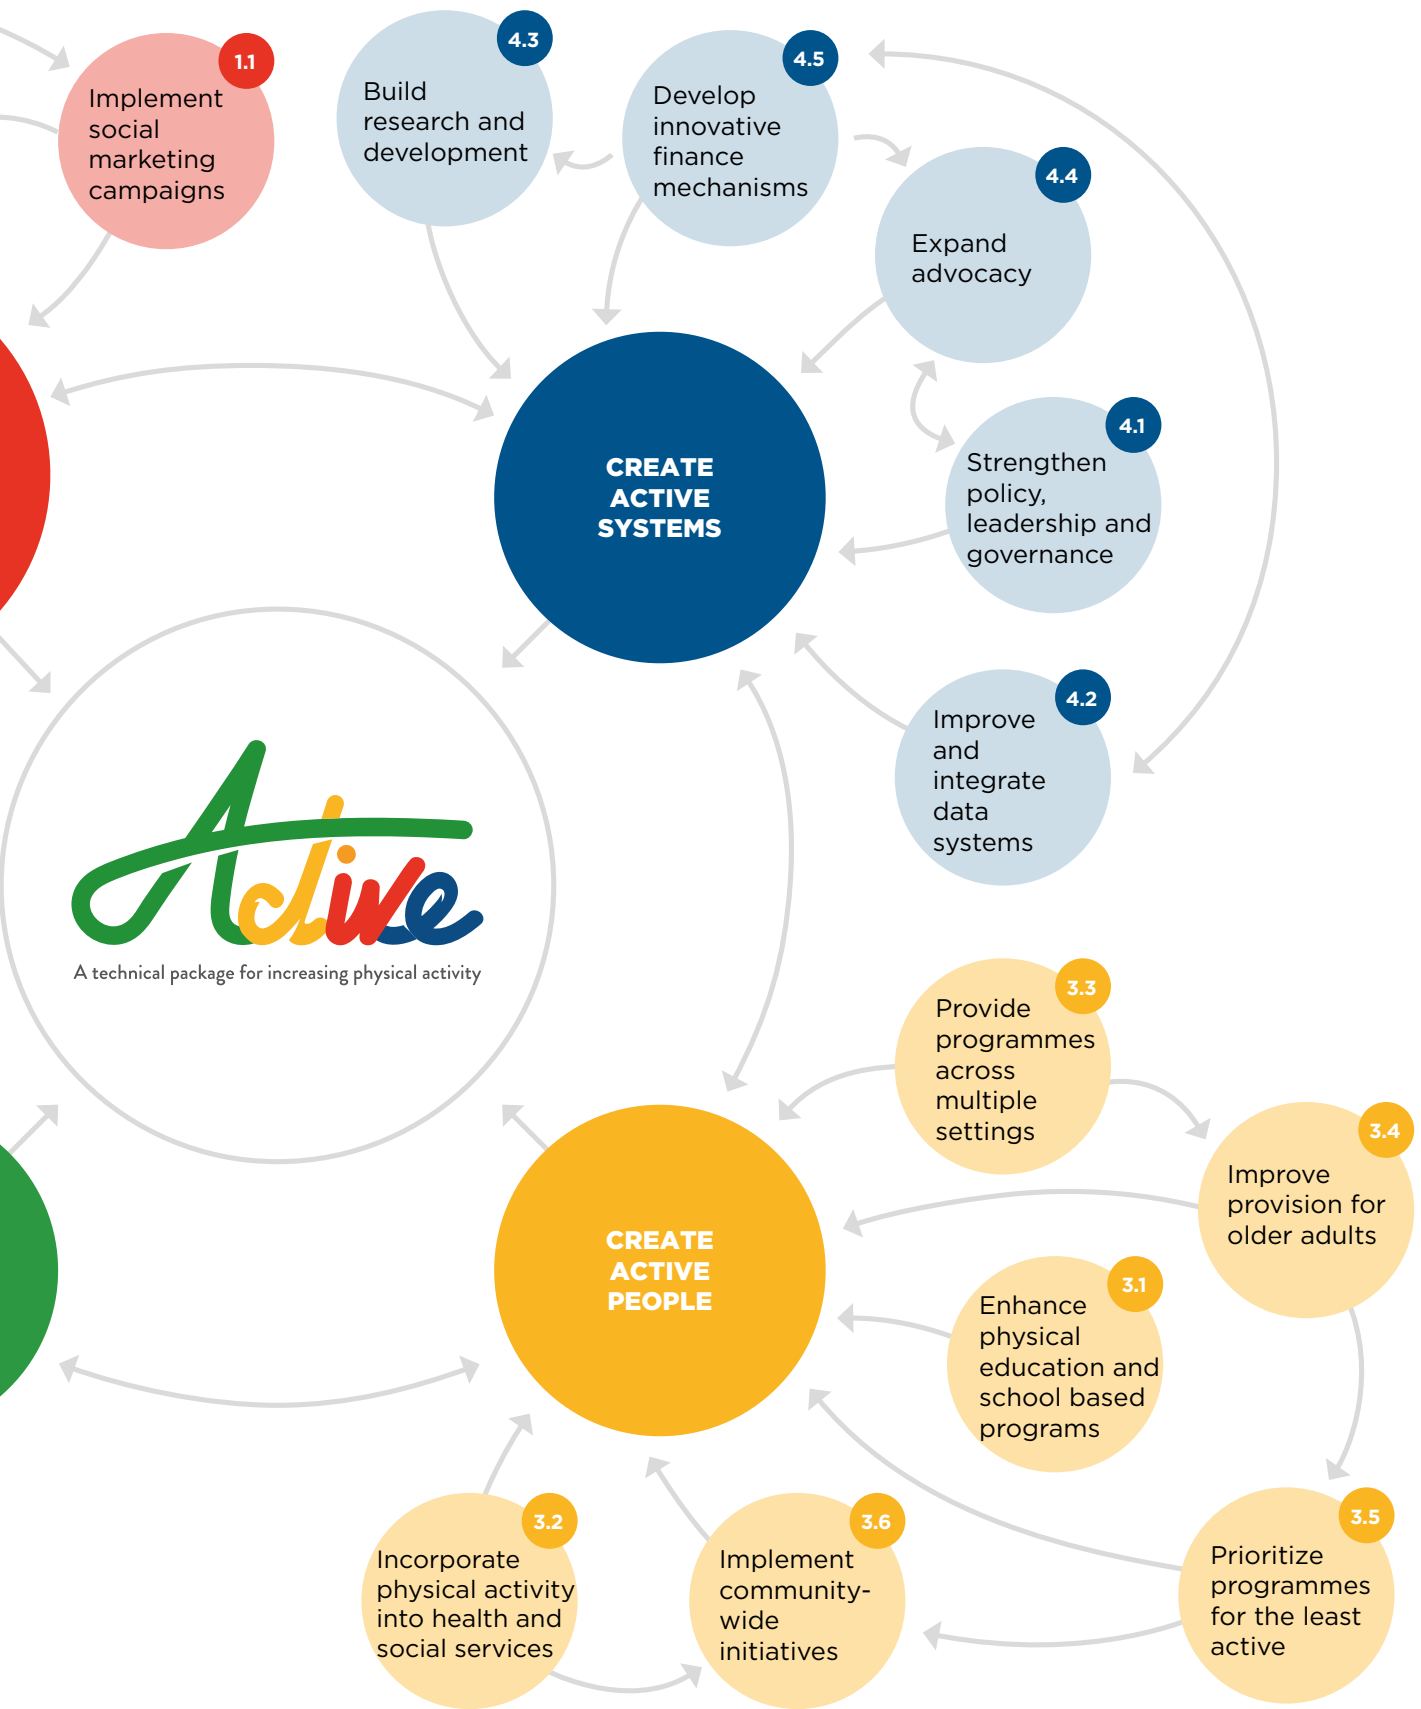 1.1
Implement
social
marketing
campaigns
4.3
Build
research and
development
4.5
Develop
innovative
finance
mechanisms
4.4
Expand
advocacy
CREATE
ACTIVE
SYSTEMS
4.1
Strengthen
policy,
leadership and
governance
4.2
Improve
and
integrate
data
systems
Active
A technical package for increasing physical activity
3.3
Provide
programmes
across
multiple
settings
3.4
Improve
provision for
older adults
CREATE
ACTIVE
PEOPLE
3.1
Enhance
physical
education and
school based
programs
3.2
Incorporate
physical activity
into health and
social services
3.6
Implement
community-
wide
initiatives
3.5
Prioritize
programmes
for the least
active